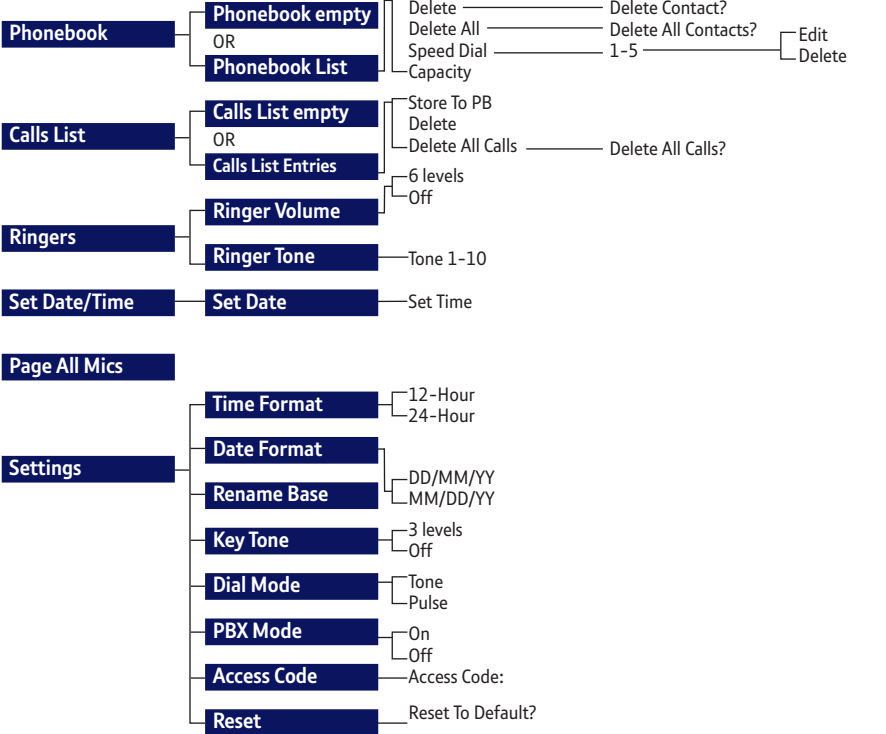 Phonebook
Phonebook empty
OR
Phonebook List
Delete
Delete Contact?
Delete All
Delete All Contacts?
Speed Dial
1-5
Edit
Delete
Capacity
Calls List
Calls List empty
OR
Calls List Entries
Store To PB
Delete
Delete All Calls
Delete All Calls?
Ringers
Ringer Volume
6 levels
Off
Ringer Tone
Tone 1-10
Set Date/Time
Set Date
Set Time
Page All Mics
Settings
Time Format
12-Hour
24-Hour
Date Format
DD/MM/YY
MM/DD/YY
Rename Base
Key Tone
3 levels
Off
Dial Mode
Tone
Pulse
PBX Mode
On
Off
Access Code
Access Code:
Reset
Reset To Default?